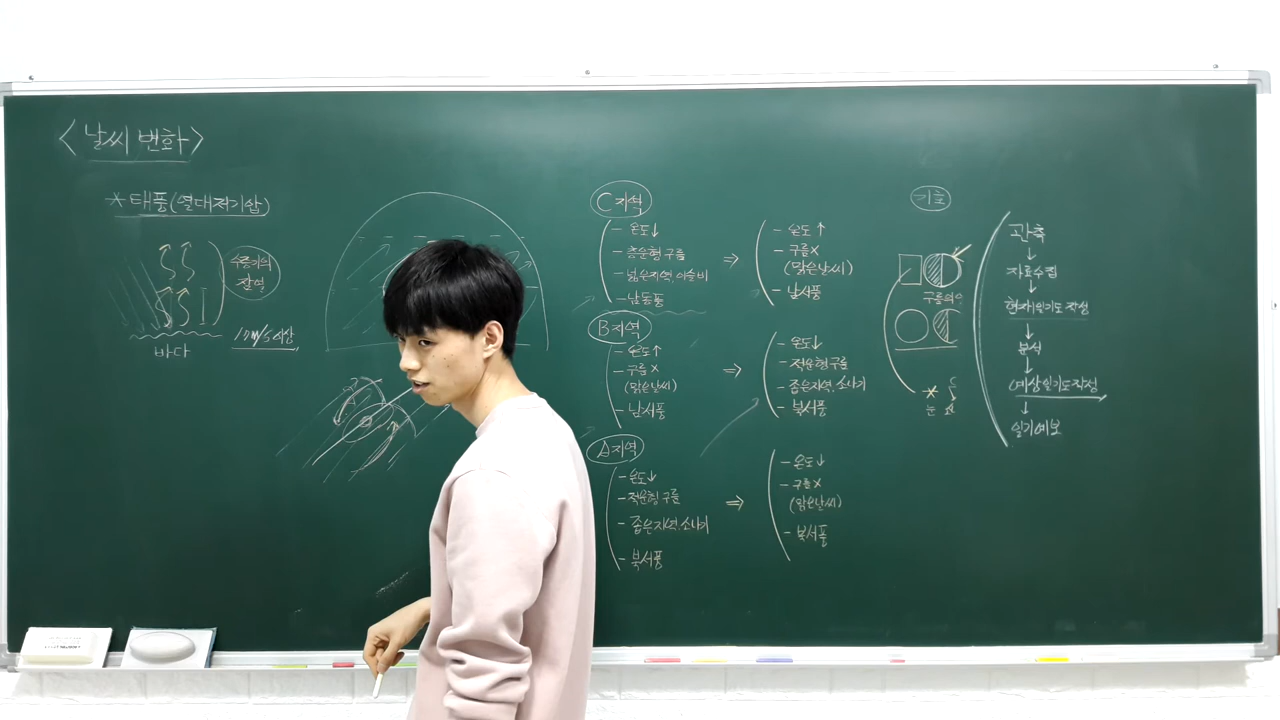 <날씨 변화>
*태풍(열대저기압)
수증기의
잠열
바다
17m/s 이상
C 지역
- 온도↓
- 층운형 구름
- 넓은지역, 이슬비
- 남동풍
⇒
- 온도↑
- 구름X
(맑은날씨)
- 남서풍
B 지역
- 온도↑
- 구름X
(맑은날씨)
- 남서풍
⇒
- 온도↓
- 적운형 구름
- 좁은지역, 소나기
- 북서풍
A 지역
- 온도↓
- 적운형 구름
- 좁은지역, 소나기
- 북서풍
⇒
- 온도↓
- 구름X
(맑은날씨)
- 북서풍
기호
구름의
눈
관측
↓
자료수집
↓
현재일기도 작성
↓
분석
↓
예상일기도작성
↓
일기예보